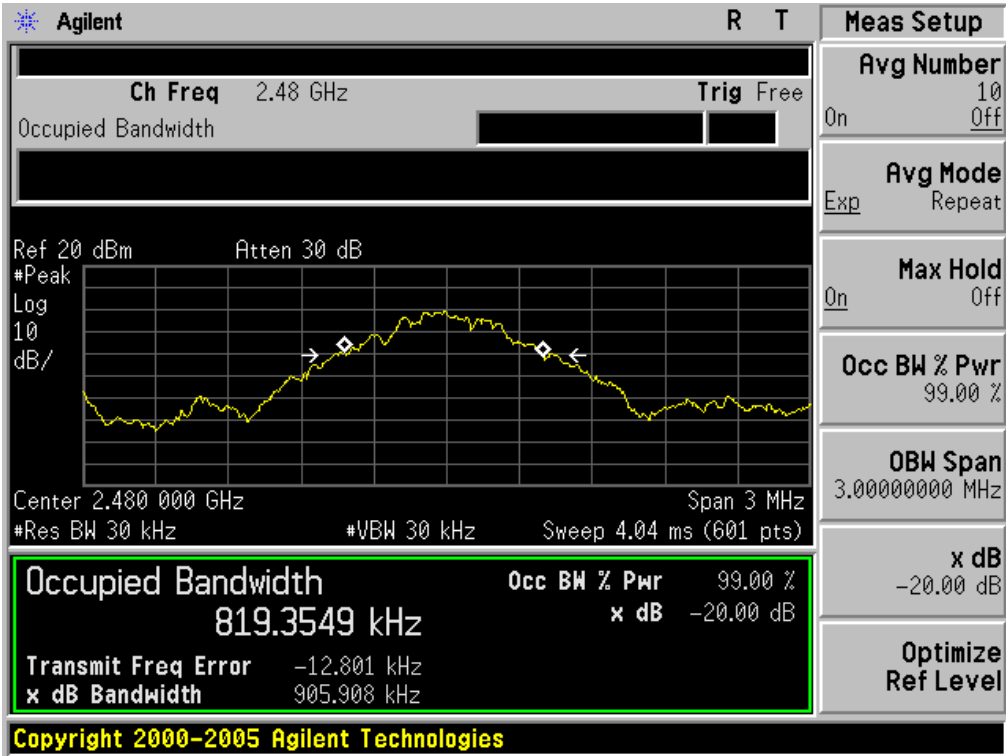 Agilent R T
Ch Freq 2.48 GHz Trig Free
Occupied Bandwidth
Ref 20 dBm Atten 30 dB
#Peak
Log
10
dB/
Center 2.480 000 GHz Span 3 MHz
#Res BW 30 kHz #VBW 30 kHz Sweep 4.04 ms (601 pts)
Occupied Bandwidth Occ BW % Pwr 99.00 %
819.3549 kHz x dB -20.00 dB
Transmit Freq Error -12.801 kHz
x dB Bandwidth 905.908 kHz
Copyright 2000-2005 Agilent Technologies
Meas Setup
Avg Number
10
On Off
Avg Mode
Exp Repeat
Max Hold
On Off
Occ BW % Pwr
99.00 %
OBW Span
3.00000000 MHz
x dB
-20.00 dB
Optimize
Ref Level